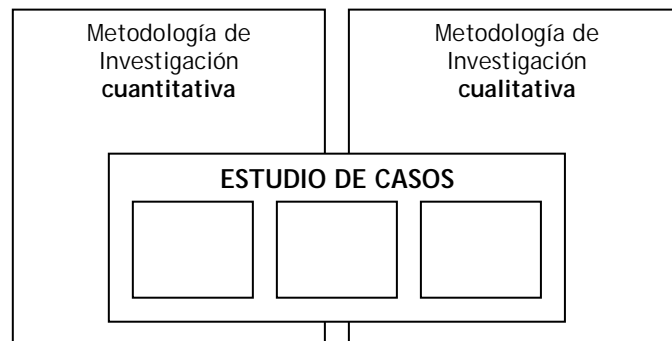 Metodología de
Investigación
cuantitativa
Metodología de
Investigación
cualitativa
ESTUDIO DE CASOS